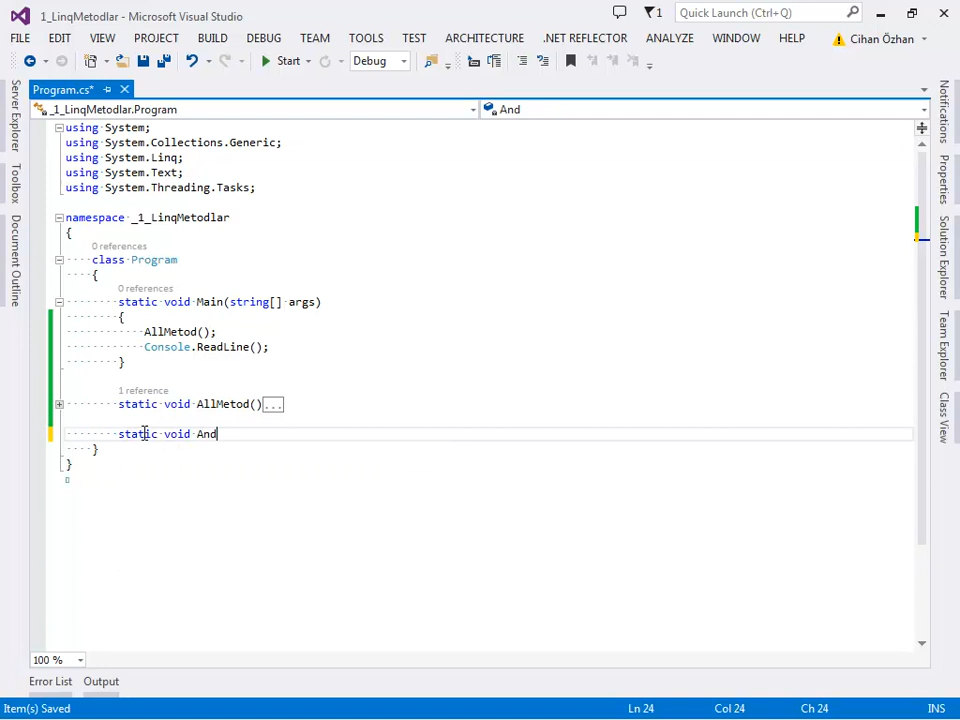 1_LinqMetodlar - Microsoft Visual Studio
1
Quick Launch (Ctrl+Q)
FILE EDIT VIEW PROJECT BUILD DEBUG TEAM TOOLS TEST ARCHITECTURE .NET REFLECTOR ANALYZE WINDOW HELP Cihan Özhan
Start Debug
Program.cs*
_1_LinqMetodlar.Program And
using System;
using System.Collections.Generic;
using System.Linq;
using System.Text;
using System.Threading.Tasks;
namespace _1_LinqMetodlar
{
0 references
class Program
{
0 references
static void Main(string[] args)
{
AllMetod();
Console.ReadLine();
}
1 reference
static void AllMetod()...
static void And
}
}
Server Explorer
Toolbox
Document Outline
Notifications
Properties
Solution Explorer
Team Explorer
Class View
100 %
Error List Output
Item(s) Saved Ln 24 Col 24 Ch 24 INS